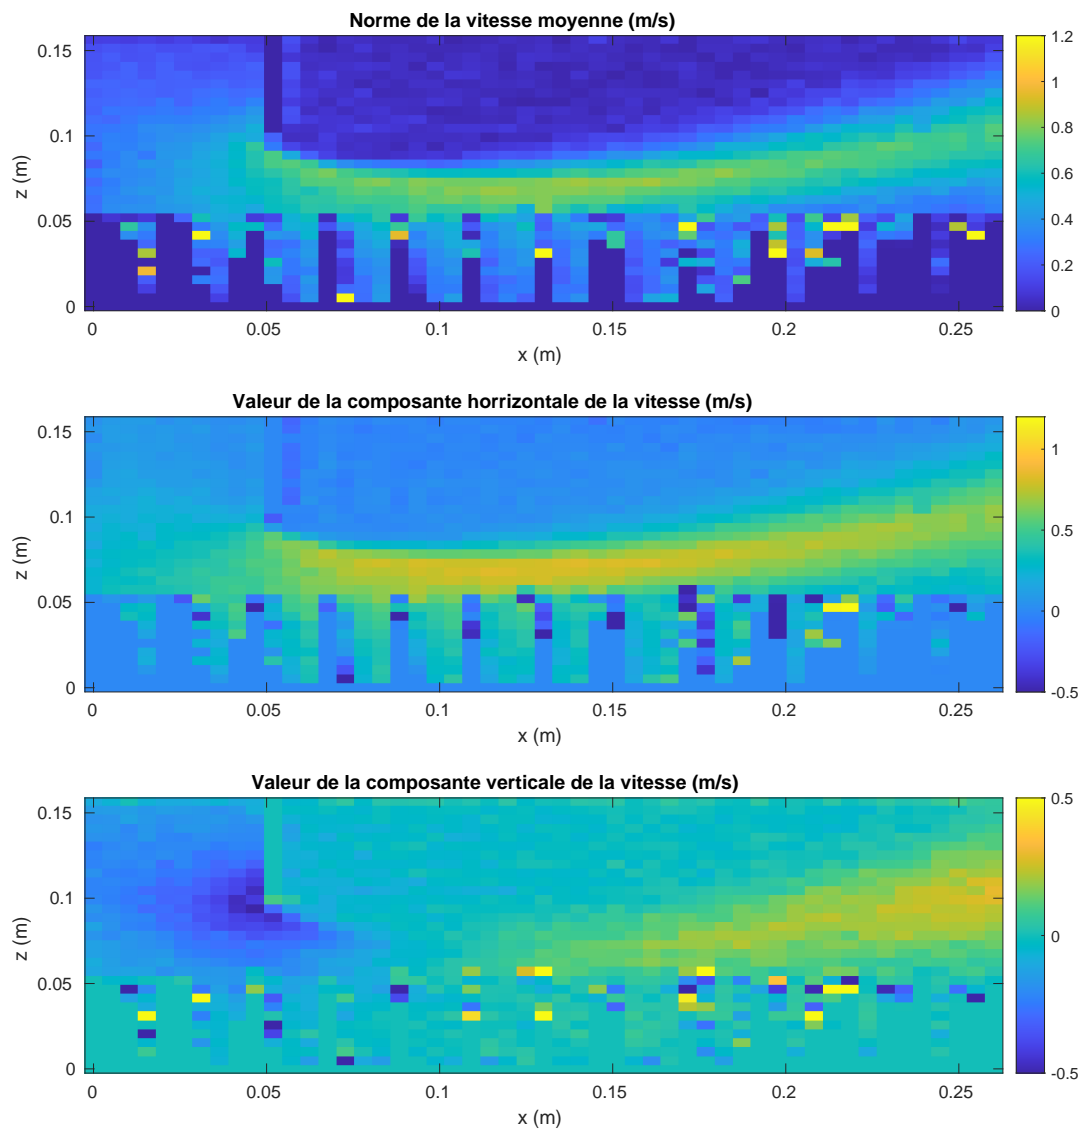 Norme de la vitesse moyenne (m/s)
0.15
0.1
0.05
0
z (m)
0 0.05 0.1 0.15 0.2 0.25
x (m)
1.2
1
0.8
0.6
0.4
0.2
0
Valeur de la composante horrizontale de la vitesse (m/s)
0.15
0.1
0.05
0
z (m)
0 0.05 0.1 0.15 0.2 0.25
x (m)
1
0.5
0
-0.5
Valeur de la composante verticale de la vitesse (m/s)
0.15
0.1
0.05
0
z (m)
0 0.05 0.1 0.15 0.2 0.25
x (m)
0.5
0
-0.5